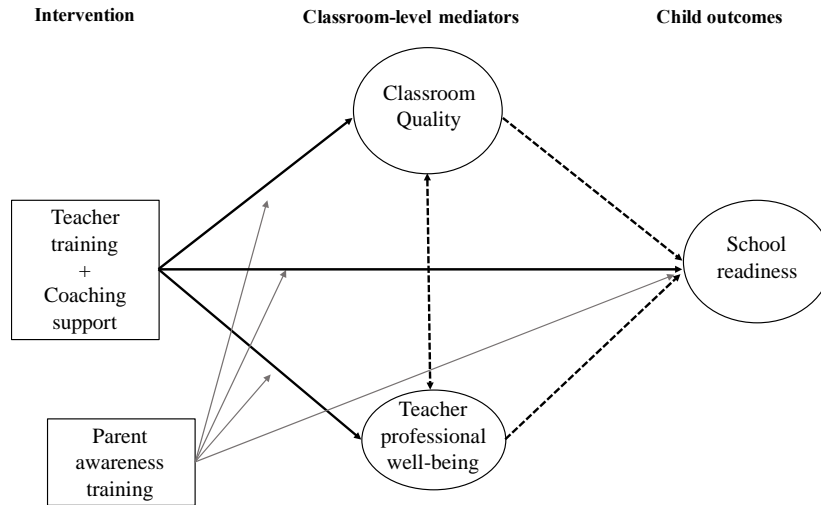 Intervention
Classroom-level mediators
Child outcomes
Classroom
Quality
Teacher
training
+
Coaching
support
School
readiness
Teacher
professional
well-being
Parent
awareness
training